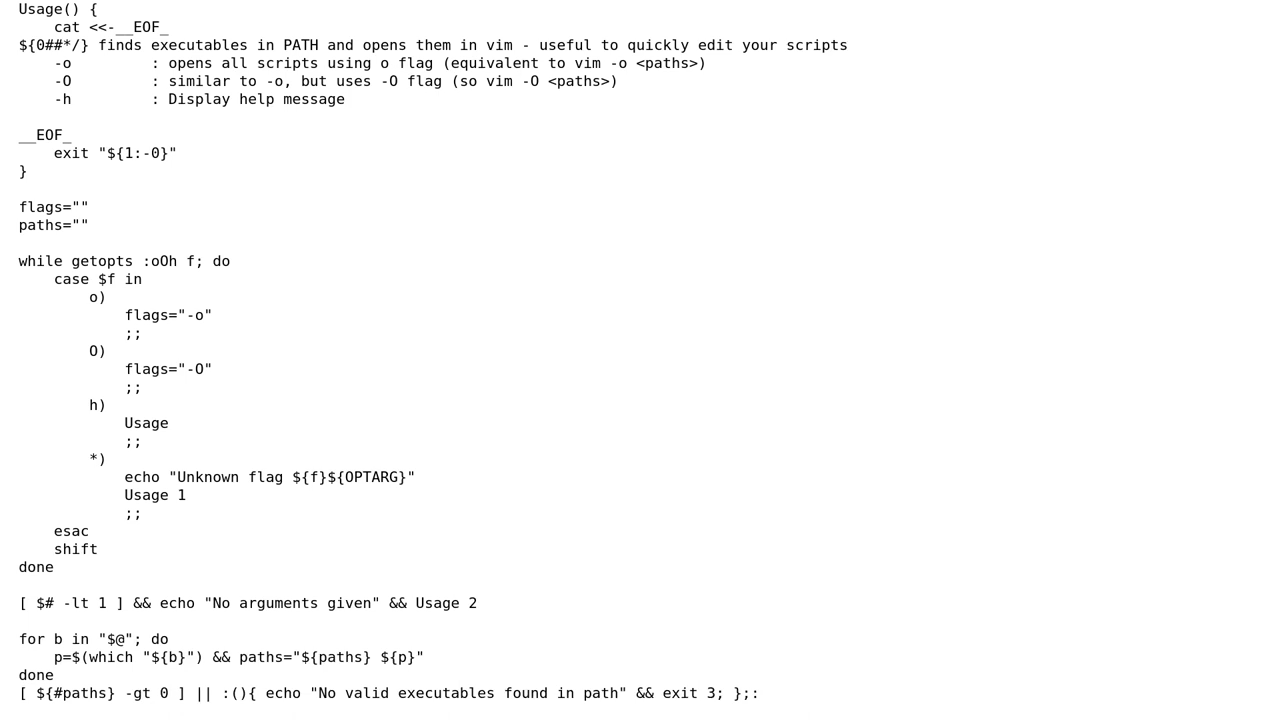 Usage() {
    cat <<-__EOF_
${0##*/} finds executables in PATH and opens them in vim - useful to quickly edit your scripts
    -o         : opens all scripts using o flag (equivalent to vim -o <paths>)
    -O         : similar to -o, but uses -O flag (so vim -O <paths>)
    -h         : Display help message

__EOF_
    exit "${1:-0}"
}

flags=""
paths=""

while getopts :oOh f; do
    case $f in
        o)
            flags="-o"
            ;;
        O)
            flags="-O"
            ;;
        h)
            Usage
            ;;
        *)
            echo "Unknown flag ${f}${OPTARG}"
            Usage 1
            ;;
    esac
    shift
done

[ $# -lt 1 ] && echo "No arguments given" && Usage 2

for b in "$@"; do
    p=$(which "${b}") && paths="${paths} ${p}"
done
[ ${#paths} -gt 0 ] || :(){ echo "No valid executables found in path" && exit 3; };: